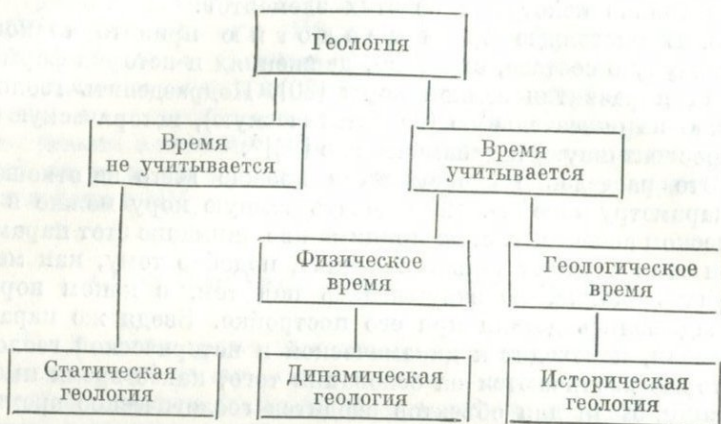 Геология
Время
не учитывается
Время
учитывается
Физическое
время
Геологическое
время
Статическая
геология
Динамическая
геология
Историческая
геология